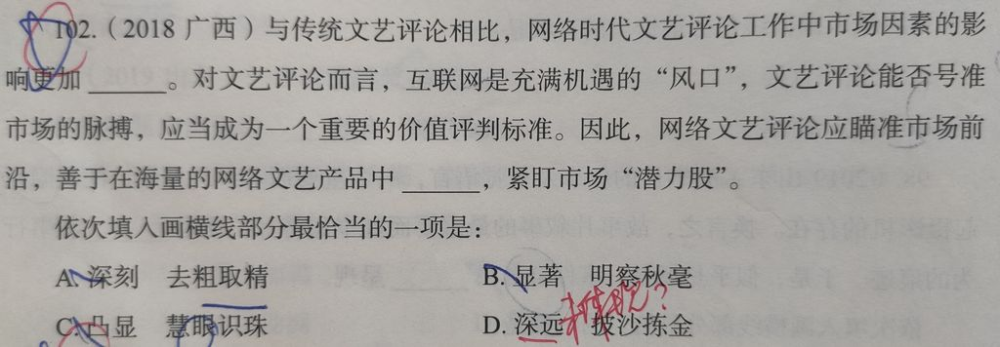 102.（2018 广西）与传统文艺评论相比，网络时代文艺评论工作中市场因素的影
响更加 ______。对文艺评论而言，互联网是充满机遇的“风口”，文艺评论能否号准
市场的脉搏，应当成为一个重要的价值评判标准。因此，网络文艺评论应瞄准市场前
沿，善于在海量的网络文艺产品中 ______，紧盯市场“潜力股”。
依次填入画横线部分最恰当的一项是：
A. 深刻 去粗取精
B. 显著 明察秋毫
C. 凸显 慧眼识珠
D. 深远 披沙拣金